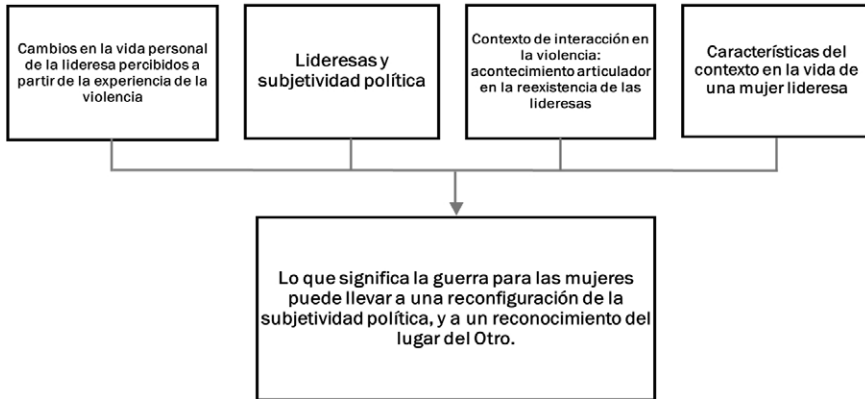 Cambios en la vida personal
de la lideresa percibidos a
partir de la experiencia de la
violencia
Lideresas y
subjetividad política
Contexto de interacción en
la violencia:
acontecimiento articulador
en la reexistencia de las
lideresas
Características del
contexto en la vida de
una mujer lideresa
Lo que significa la guerra para las mujeres
puede llevar a una reconfiguración de la
subjetividad política, y a un reconocimiento del
lugar del Otro.